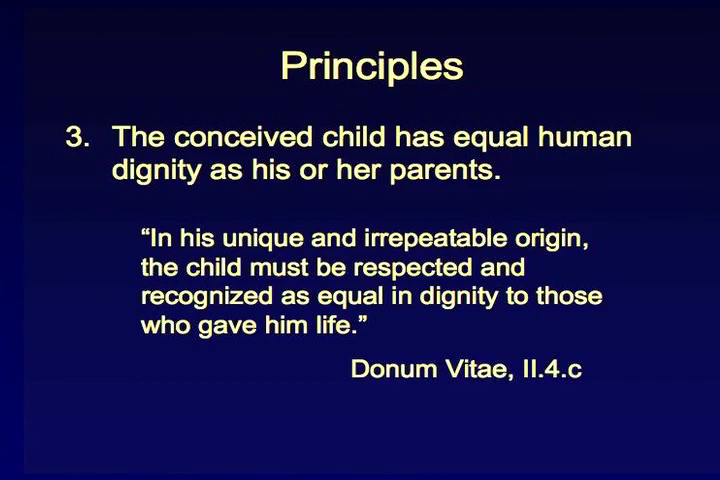 Principles
3. The conceived child has equal human
dignity as his or her parents.
“In his unique and irrepeatable origin,
the child must be respected and
recognized as equal in dignity to those
who gave him life.”
Donum Vitae, II.4.c